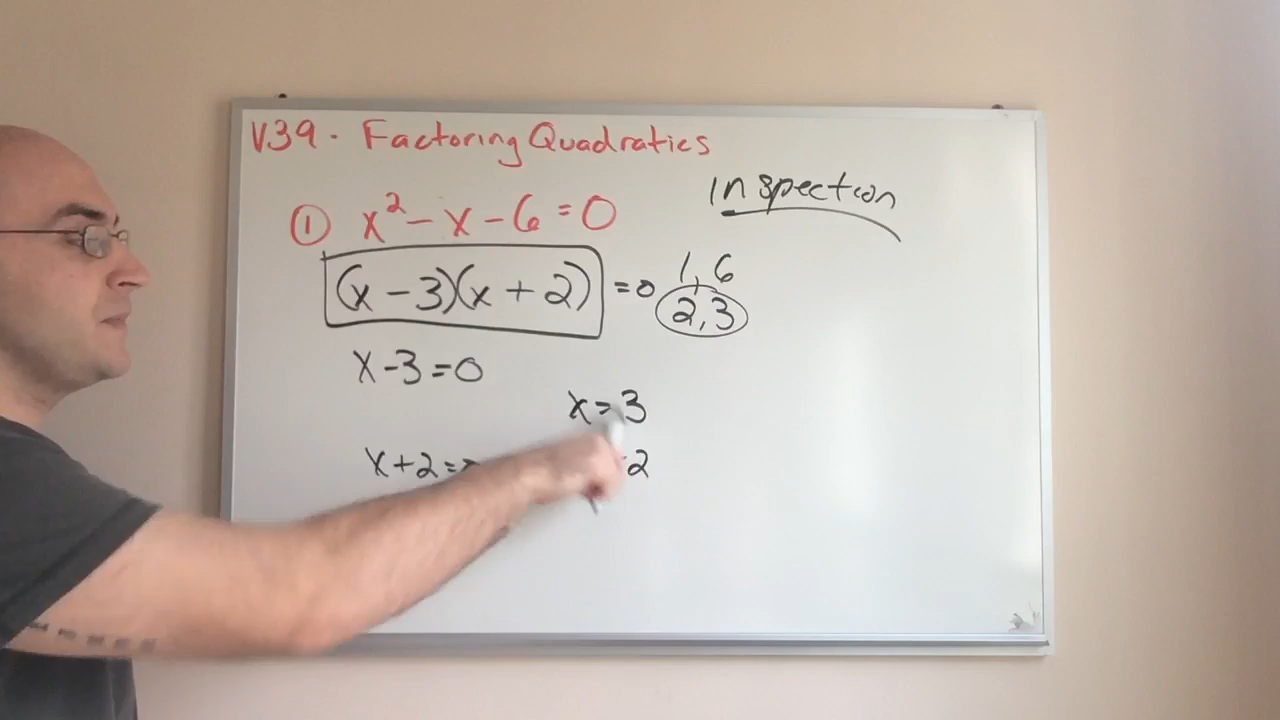 V39 - Factoring Quadratics
Inspection
① x² - x - 6 = 0
(x - 3)(x + 2) = 0
1, 6
2, 3
x - 3 = 0
x = 3
x + 2 =
2